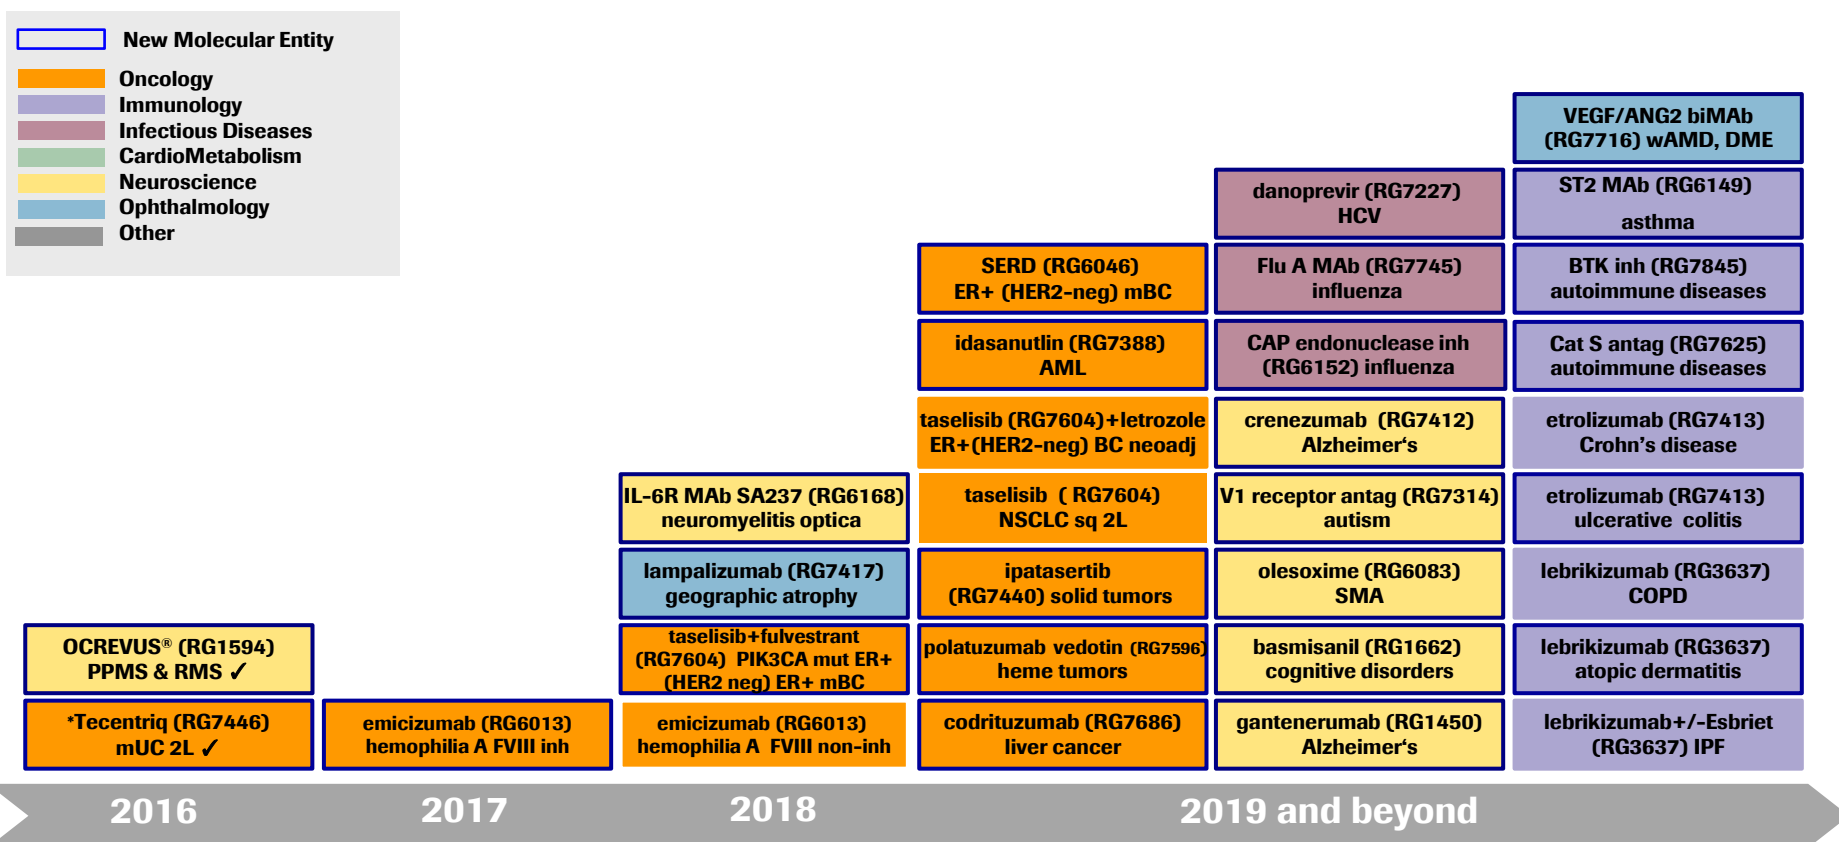 New Molecular Entity
Oncology
Immunology
Infectious Diseases
CardioMetabolism
Neuroscience
Ophthalmology
Other
OCREVUS® (RG1594)
PPMS & RMS ✓
*Tecentriq (RG7446)
mUC 2L ✓
emicizumab (RG6013)
hemophilia A FVIII inh
IL-6R MAb SA237 (RG6168)
neuromyelitis optica
lampalizumab (RG7417)
geographic atrophy
taselisib+fulvestrant
(RG7604) PIK3CA mut ER+
(HER2 neg) ER+ mBC
emicizumab (RG6013)
hemophilia A FVIII non-inh
SERD (RG6046)
ER+ (HER2-neg) mBC
idasanutlin (RG7388)
AML
taselisib (RG7604)+letrozole
ER+(HER2-neg) BC neoadj
taselisib ( RG7604)
NSCLC sq 2L
ipatasertib
(RG7440) solid tumors
polatuzumab vedotin (RG7596)
heme tumors
codrituzumab (RG7686)
liver cancer
danoprevir (RG7227)
HCV
Flu A MAb (RG7745)
influenza
CAP endonuclease inh
(RG6152) influenza
crenezumab (RG7412)
Alzheimer‘s
V1 receptor antag (RG7314)
autism
olesoxime (RG6083)
SMA
basmisanil (RG1662)
cognitive disorders
gantenerumab (RG1450)
Alzheimer‘s
VEGF/ANG2 biMAb
(RG7716) wAMD, DME
ST2 MAb (RG6149)
asthma
BTK inh (RG7845)
autoimmune diseases
Cat S antag (RG7625)
autoimmune diseases
etrolizumab (RG7413)
Crohn’s disease
etrolizumab (RG7413)
ulcerative colitis
lebrikizumab (RG3637)
COPD
lebrikizumab (RG3637)
atopic dermatitis
lebrikizumab+/-Esbriet
(RG3637) IPF
2016
2017
2018
2019 and beyond